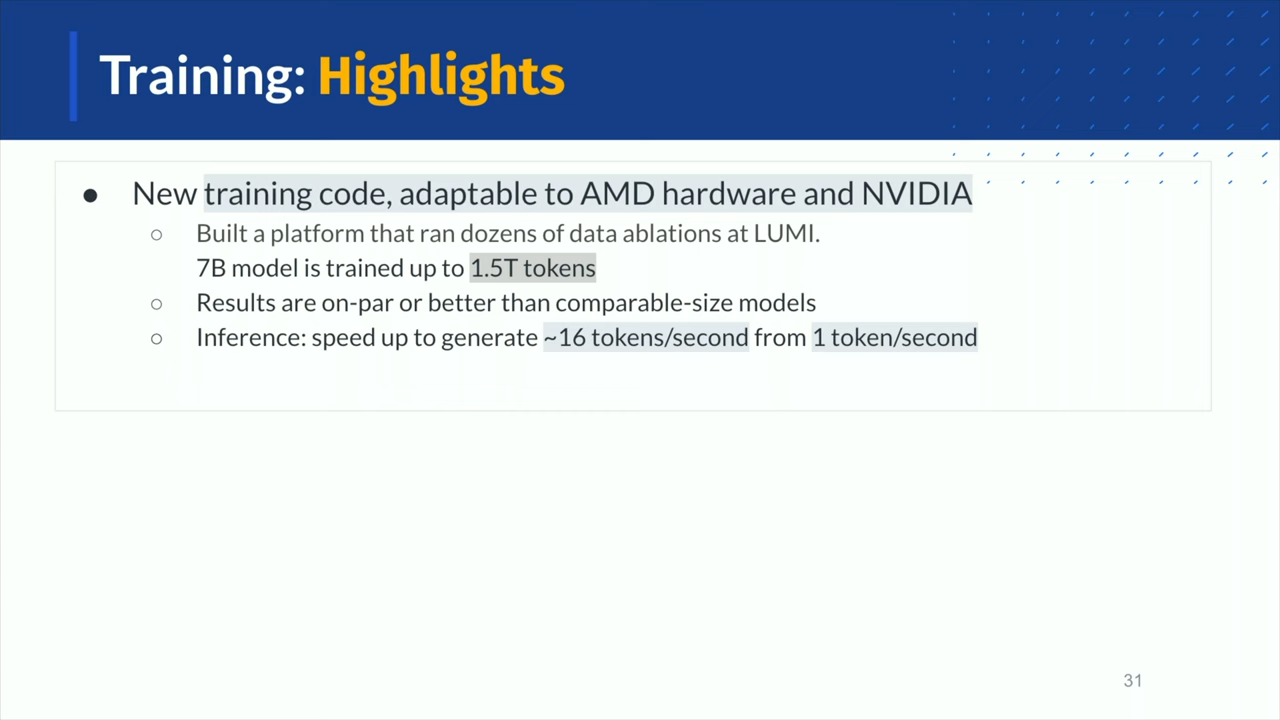 Training: Highlights
● New training code, adaptable to AMD hardware and NVIDIA
○ Built a platform that ran dozens of data ablations at LUMI.
7B model is trained up to 1.5T tokens
○ Results are on-par or better than comparable-size models
○ Inference: speed up to generate ~16 tokens/second from 1 token/second
31